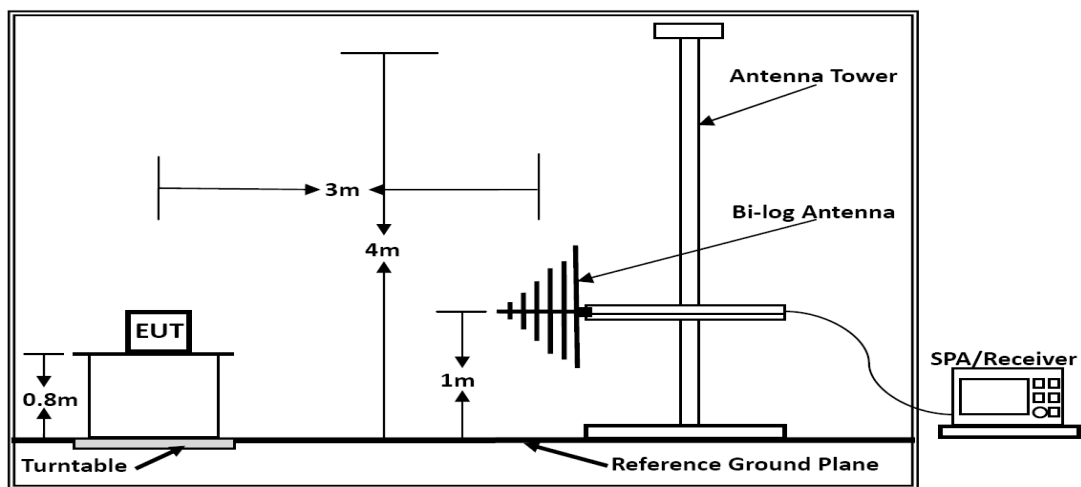 Antenna Tower
3m
Bi-log Antenna
4m
EUT
0.8m
1m
SPA/Receiver
Turntable
Reference Ground Plane